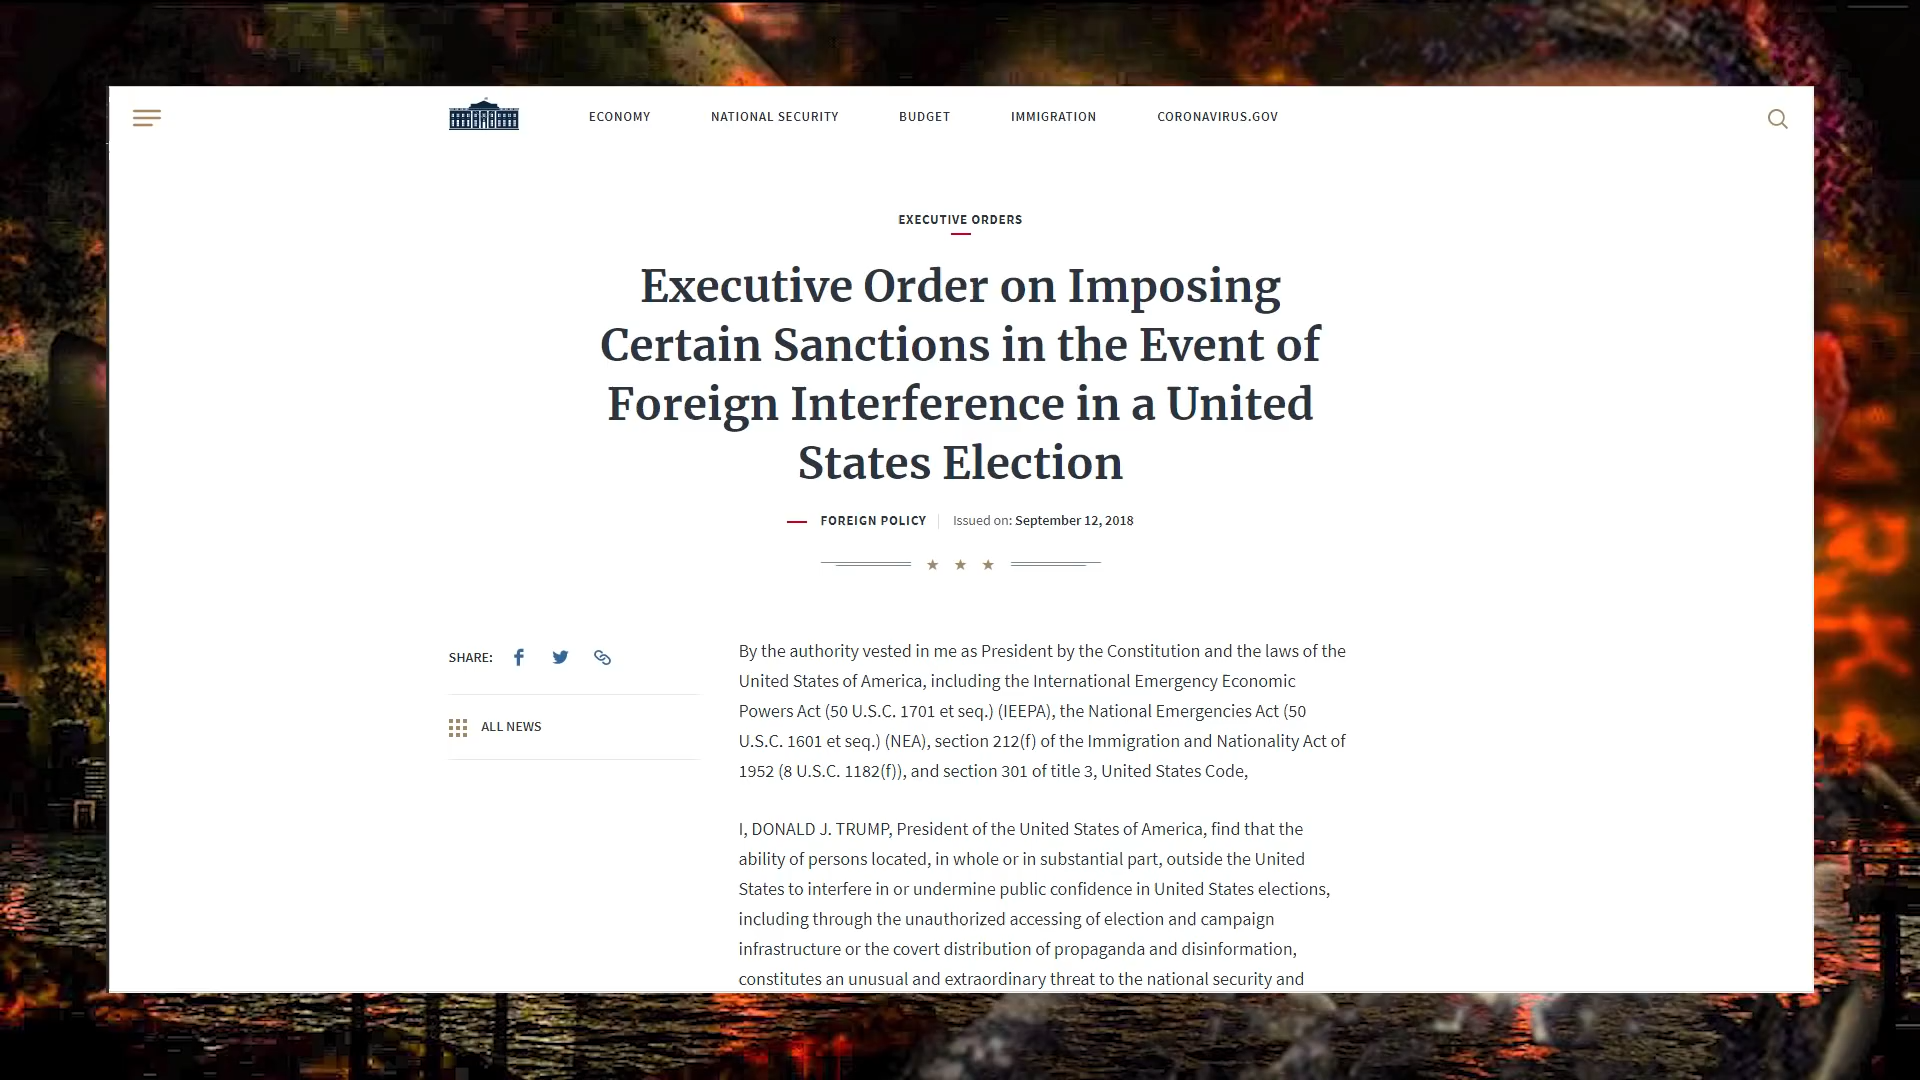 ECONOMY NATIONAL SECURITY BUDGET IMMIGRATION CORONAVIRUS.GOV
EXECUTIVE ORDERS
Executive Order on Imposing
Certain Sanctions in the Event of
Foreign Interference in a United
States Election
FOREIGN POLICY Issued on: September 12, 2018
SHARE:
ALL NEWS
By the authority vested in me as President by the Constitution and the laws of the
United States of America, including the International Emergency Economic
Powers Act (50 U.S.C. 1701 et seq.) (IEEPA), the National Emergencies Act (50
U.S.C. 1601 et seq.) (NEA), section 212(f) of the Immigration and Nationality Act of
1952 (8 U.S.C. 1182(f)), and section 301 of title 3, United States Code,
I, DONALD J. TRUMP, President of the United States of America, find that the
ability of persons located, in whole or in substantial part, outside the United
States to interfere in or undermine public confidence in United States elections,
including through the unauthorized accessing of election and campaign
infrastructure or the covert distribution of propaganda and disinformation,
constitutes an unusual and extraordinary threat to the national security and